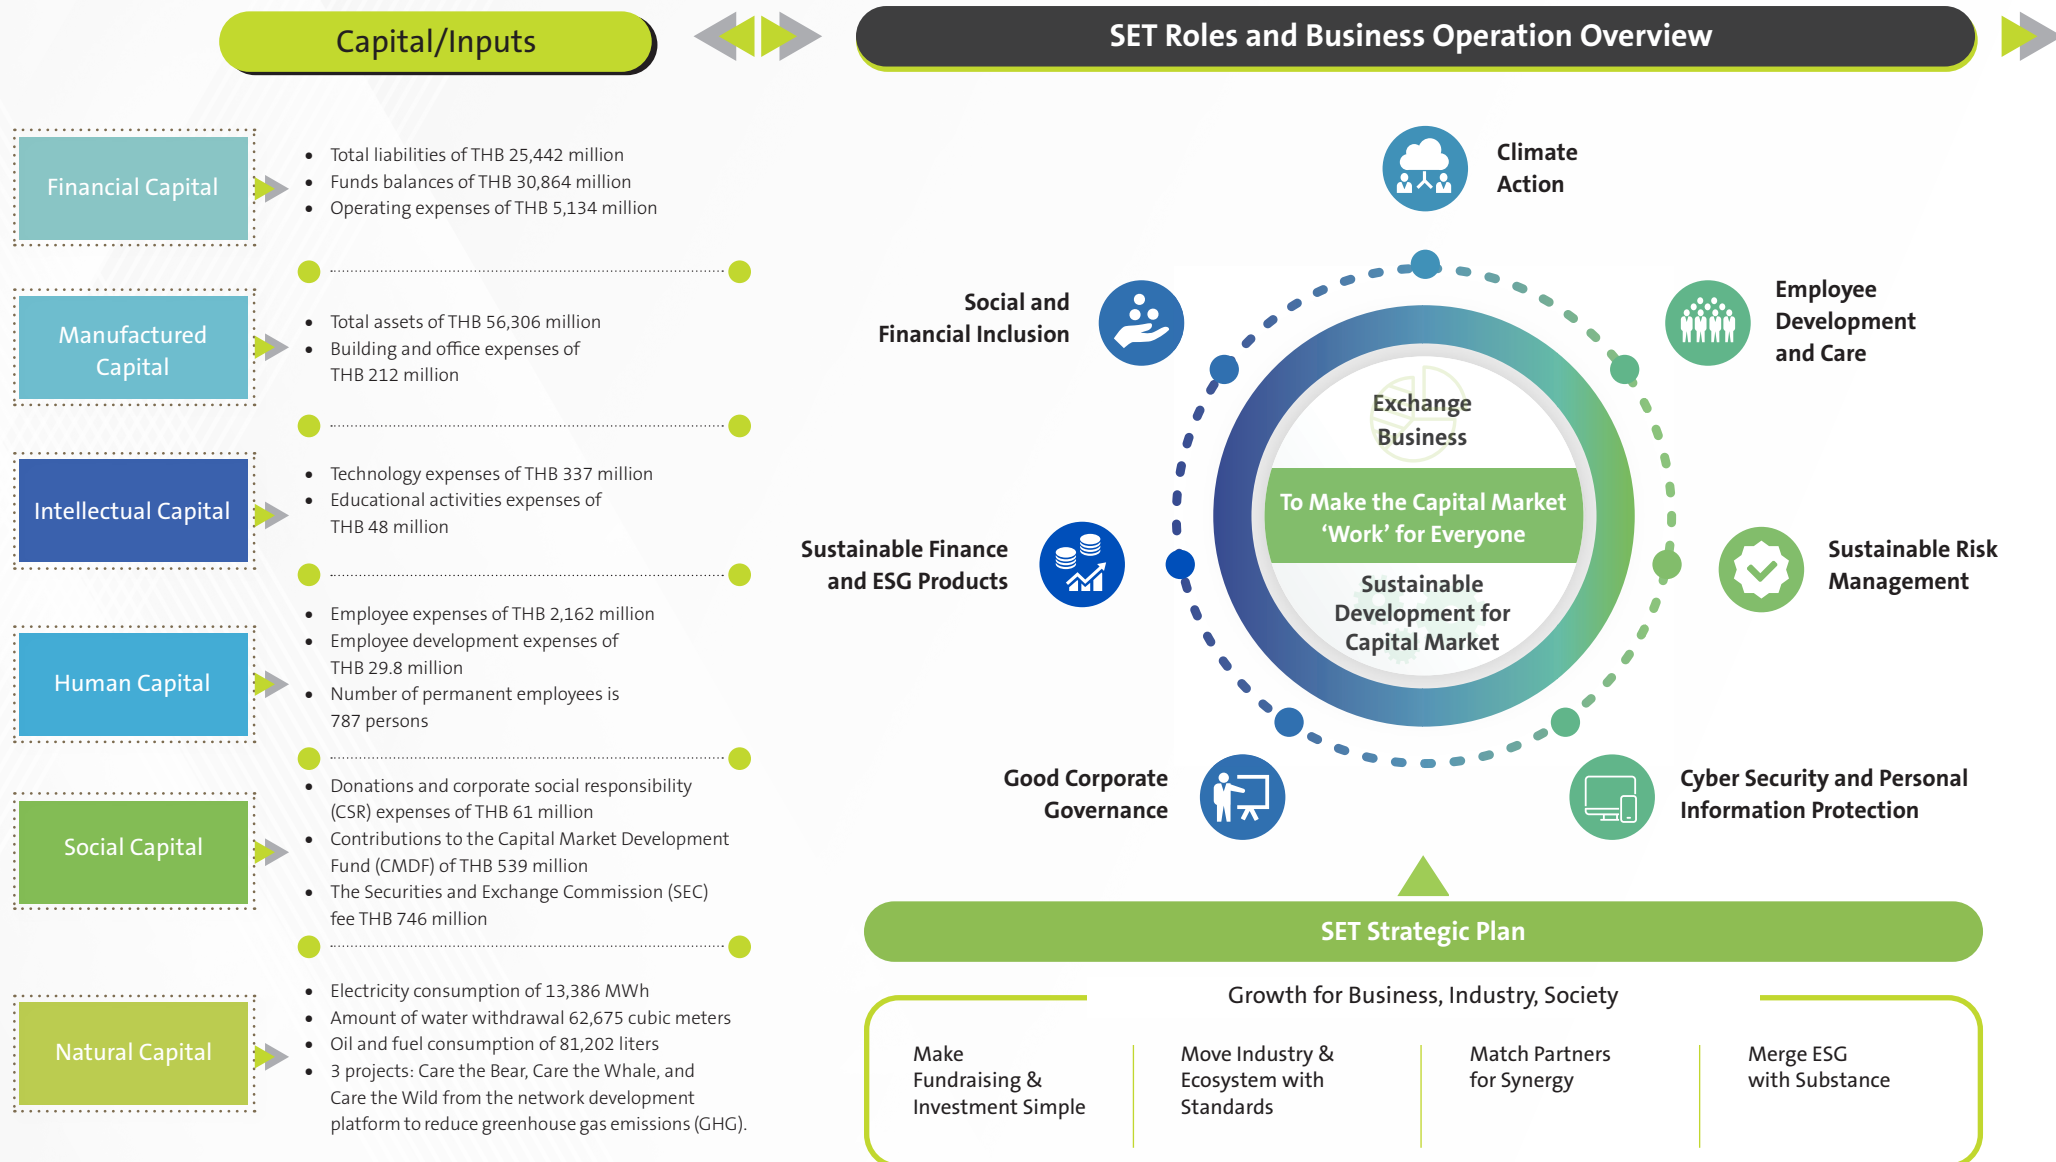 Capital/Inputs
SET Roles and Business Operation Overview
Financial Capital
• Total liabilities of THB 25,442 million
• Funds balances of THB 30,864 million
• Operating expenses of THB 5,134 million
Manufactured
Capital
• Total assets of THB 56,306 million
• Building and office expenses of
THB 212 million
Intellectual Capital
• Technology expenses of THB 337 million
• Educational activities expenses of
THB 48 million
Human Capital
• Employee expenses of THB 2,162 million
• Employee development expenses of
THB 29.8 million
• Number of permanent employees is
787 persons
Social Capital
• Donations and corporate social responsibility
(CSR) expenses of THB 61 million
• Contributions to the Capital Market Development
Fund (CMDF) of THB 539 million
• The Securities and Exchange Commission (SEC)
fee THB 746 million
Natural Capital
• Electricity consumption of 13,386 MWh
• Amount of water withdrawal 62,675 cubic meters
• Oil and fuel consumption of 81,202 liters
• 3 projects: Care the Bear, Care the Whale, and
Care the Wild from the network development
platform to reduce greenhouse gas emissions (GHG).
Climate
Action
Social and
Financial Inclusion
Employee
Development
and Care
Exchange
Business
To Make the Capital Market
‘Work’ for Everyone
Sustainable
Development for
Capital Market
Sustainable Finance
and ESG Products
Sustainable Risk
Management
Good Corporate
Governance
Cyber Security and Personal
Information Protection
SET Strategic Plan
Growth for Business, Industry, Society
Make
Fundraising &
Investment Simple
Move Industry &
Ecosystem with
Standards
Match Partners
for Synergy
Merge ESG
with Substance